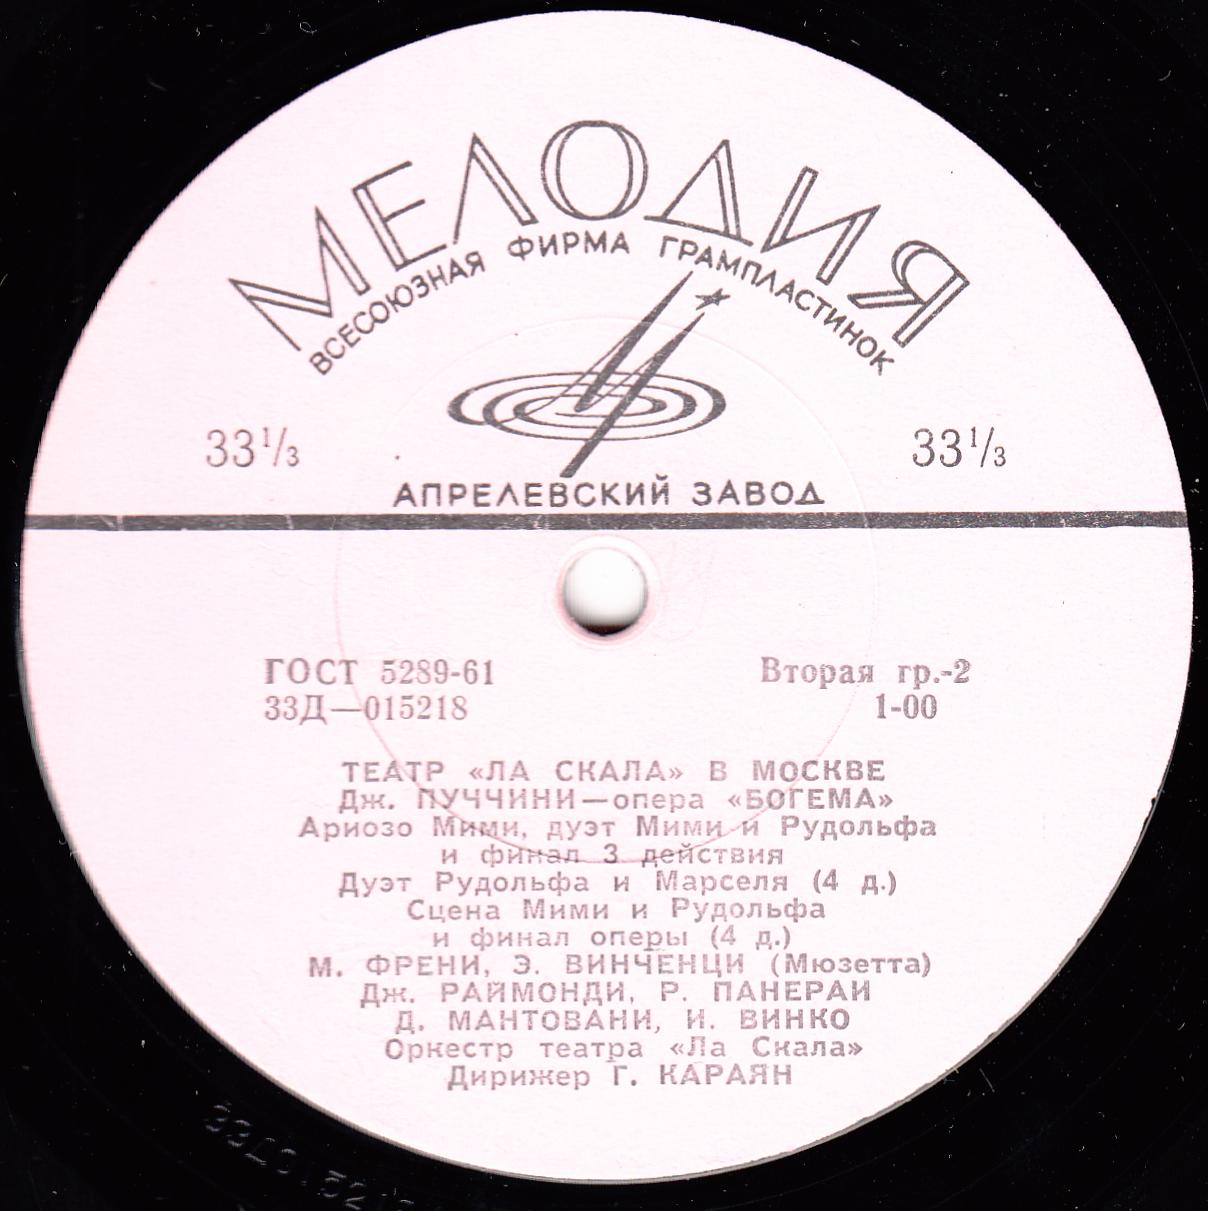 МЕЛОДИЯ
ВСЕСОЮЗНАЯ ФИРМА ГРАМПЛАСТИНОК
33⅓ 33⅓
АПРЕЛЕВСКИЙ ЗАВОД
ГОСТ 5289-61 Вторая гр.-2
33Д—015218 1-00
ТЕАТР «ЛА СКАЛА» В МОСКВЕ
Дж. ПУЧЧИНИ—опера «БОГЕМА»
Ариозо Мими, дуэт Мими и Рудольфа
и финал 3 действия
Дуэт Рудольфа и Марселя (4 д.)
Сцена Мими и Рудольфа
и финал оперы (4 д.)
М. ФРЕНИ, Э. ВИНЧЕНЦИ (Мюзетта)
Дж. РАЙМОНДИ, Р. ПАНЕРАИ
Д. МАНТОВАНИ, И. ВИНКО
Оркестр театра «Ла Скала»
Дирижер Г. КАРАЯН